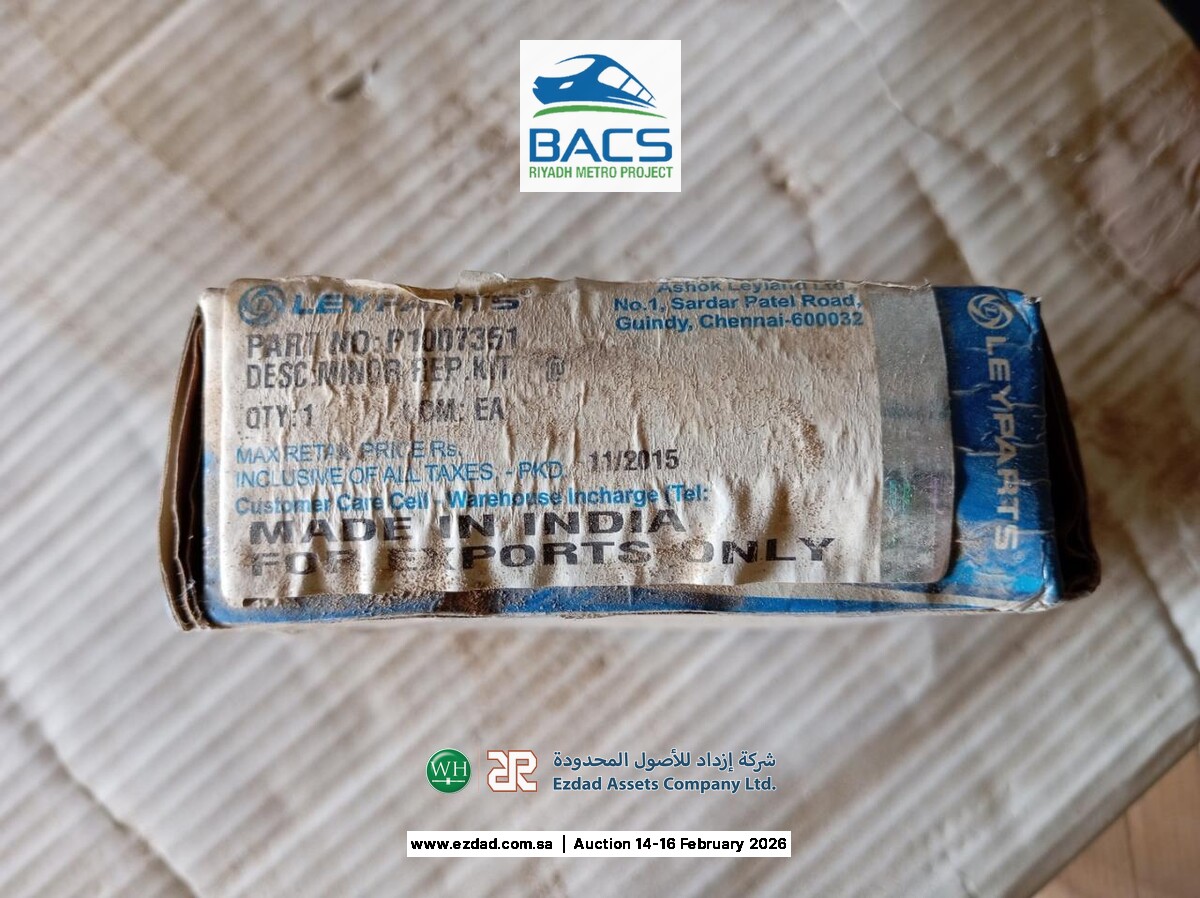 BACS
RIYADH METRO PROJECT
LEYPARTS
Ashok Leyland Ltd
No.1, Sardar Patel Road,
Guindy, Chennai-600032
PART NO:P1007361
DESC:MINOR REP.KIT @
QTY:1 UOM: EA
MAX RETAIL PRICE Rs.
INCLUSIVE OF ALL TAXES - PKD 11/2015
Customer Care Cell - Warehouse Incharge (Tel:
MADE IN INDIA
FOR EXPORTS ONLY
LEYPARTS
WH
شركة إزداد للأصول المحدودة
Ezdad Assets Company Ltd.
www.ezdad.com.sa | Auction 14-16 February 2026